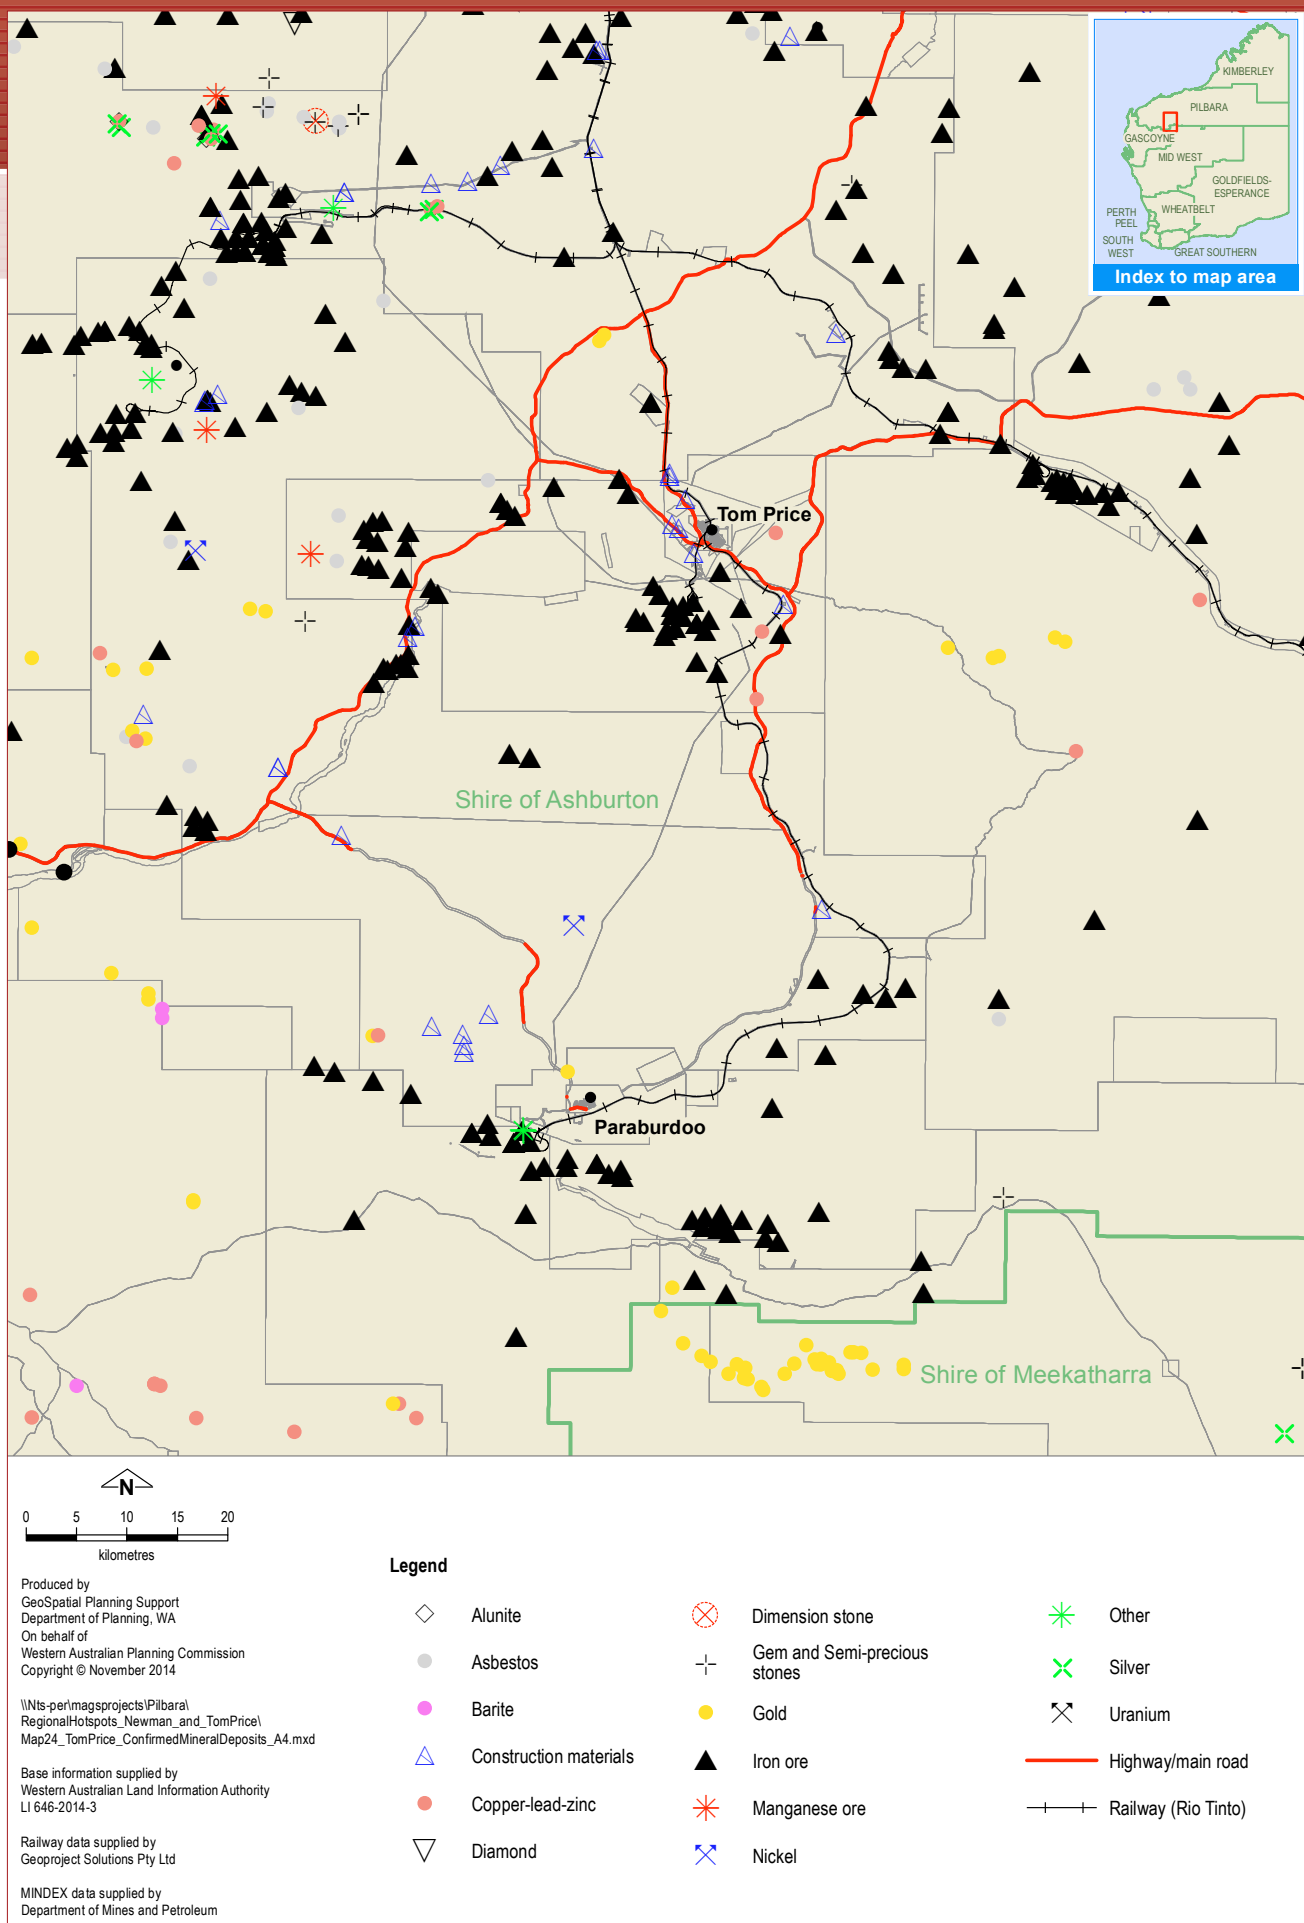 KIMBERLEY
PILBARA
GASCOYNE
MID WEST
GOLDFIELDS-
ESPERANCE
PERTH
PEEL
WHEATBELT
SOUTH
WEST
GREAT SOUTHERN
Index to map area
Tom Price
Shire of Ashburton
Paraburdoo
Shire of Meekatharra
N
0 5 10 15 20
kilometres
Produced by
GeoSpatial Planning Support
Department of Planning, WA
On behalf of
Western Australian Planning Commission
Copyright © November 2014
\\Nts-per\magsprojects\Pilbara\
RegionalHotspots_Newman_and_TomPrice\
Map24_TomPrice_ConfirmedMineralDeposits_A4.mxd
Base information supplied by
Western Australian Land Information Authority
LI 646-2014-3
Railway data supplied by
Geoproject Solutions Pty Ltd
MINDEX data supplied by
Department of Mines and Petroleum
Legend
Alunite
Asbestos
Barite
Construction materials
Copper-lead-zinc
Diamond
Dimension stone
Gem and Semi-precious
stones
Gold
Iron ore
Manganese ore
Nickel
Other
Silver
Uranium
Highway/main road
Railway (Rio Tinto)